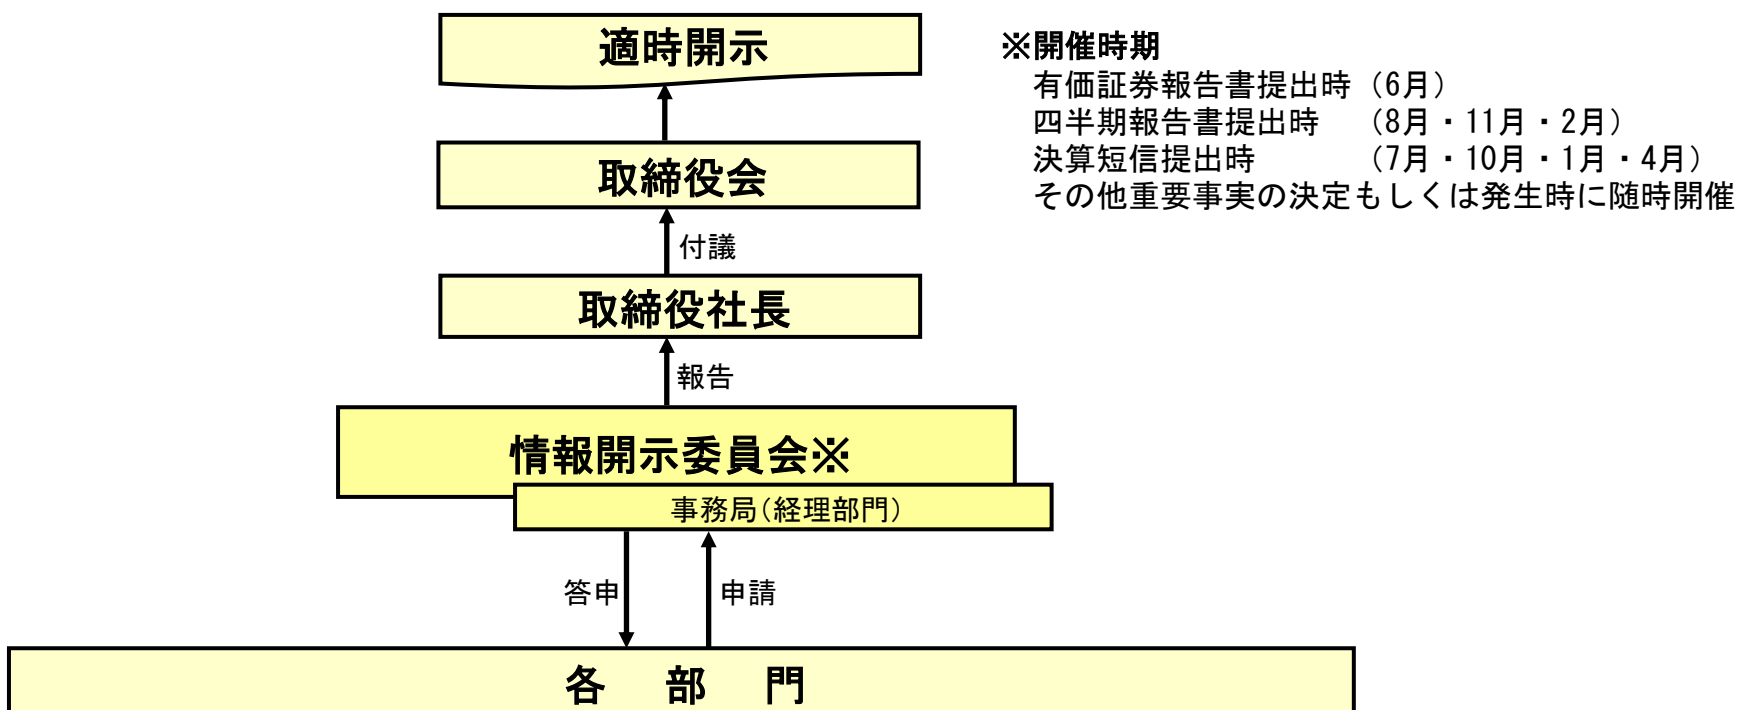 適時開示
※開催時期
有価証券報告書提出時（6月）
四半期報告書提出時　（8月・11月・2月）
決算短信提出時　　　（7月・10月・1月・4月）
その他重要事実の決定もしくは発生時に随時開催
取締役会
付議
取締役社長
報告
情報開示委員会※
事務局（経理部門）
答申
申請
各　部　門